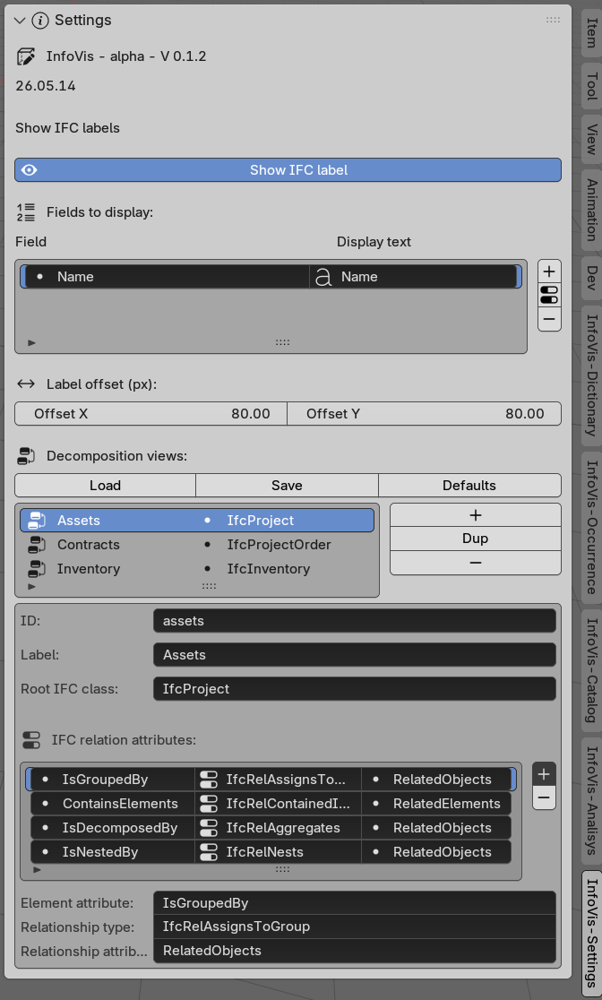 Settings
InfoVis - alpha - V 0.1.2
26.05.14
Show IFC labels
Show IFC label
Fields to display:
Field Display text
Name Name
Label offset (px):
Offset X 80.00 Offset Y 80.00
Decomposition views:
Load Save Defaults
Assets IfcProject
Contracts IfcProjectOrder
Inventory IfcInventory
Dup
ID: assets
Label: Assets
Root IFC class: IfcProject
IFC relation attributes:
IsGroupedBy IfcRelAssignsTo... RelatedObjects
ContainsElements IfcRelContainedI... RelatedElements
IsDecomposedBy IfcRelAggregates RelatedObjects
IsNestedBy IfcRelNests RelatedObjects
Element attribute: IsGroupedBy
Relationship type: IfcRelAssignsToGroup
Relationship attrib... RelatedObjects
Item
Tool
View
Animation
Dev
InfoVis-Dictionary
InfoVis-Occurrence
InfoVis-Catalog
InfoVis-Analisys
InfoVis-Settings